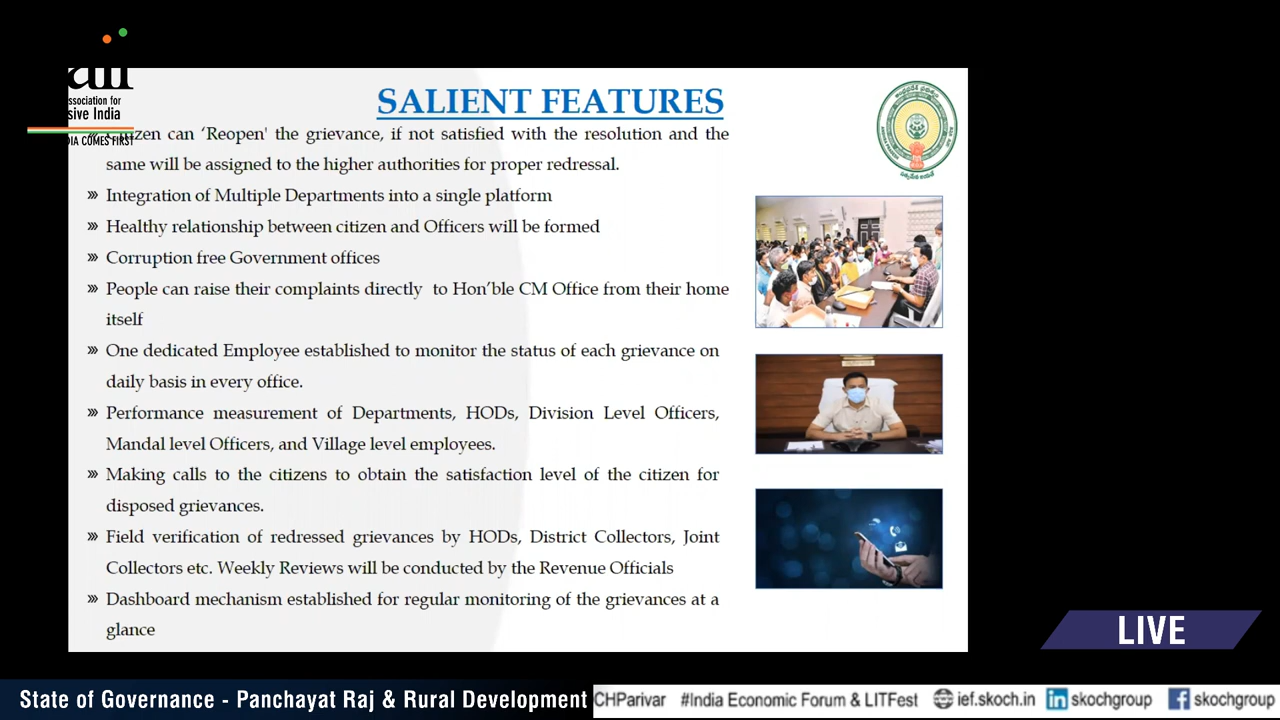 ssociation for
sive India
IA COMES FIRST
SALIENT FEATURES
Citizen can ‘Reopen' the grievance, if not satisfied with the resolution and the
same will be assigned to the higher authorities for proper redressal.
Integration of Multiple Departments into a single platform
Healthy relationship between citizen and Officers will be formed
Corruption free Government offices
People can raise their complaints directly to Hon’ble CM Office from their home
itself
One dedicated Employee established to monitor the status of each grievance on
daily basis in every office.
Performance measurement of Departments, HODs, Division Level Officers,
Mandal level Officers, and Village level employees.
Making calls to the citizens to obtain the satisfaction level of the citizen for
disposed grievances.
Field verification of redressed grievances by HODs, District Collectors, Joint
Collectors etc. Weekly Reviews will be conducted by the Revenue Officials
Dashboard mechanism established for regular monitoring of the grievances at a
glance
LIVE
State of Governance - Panchayat Raj & Rural Development
CHParivar #India Economic Forum & LITFest ief.skoch.in in skochgroup f skochgroup